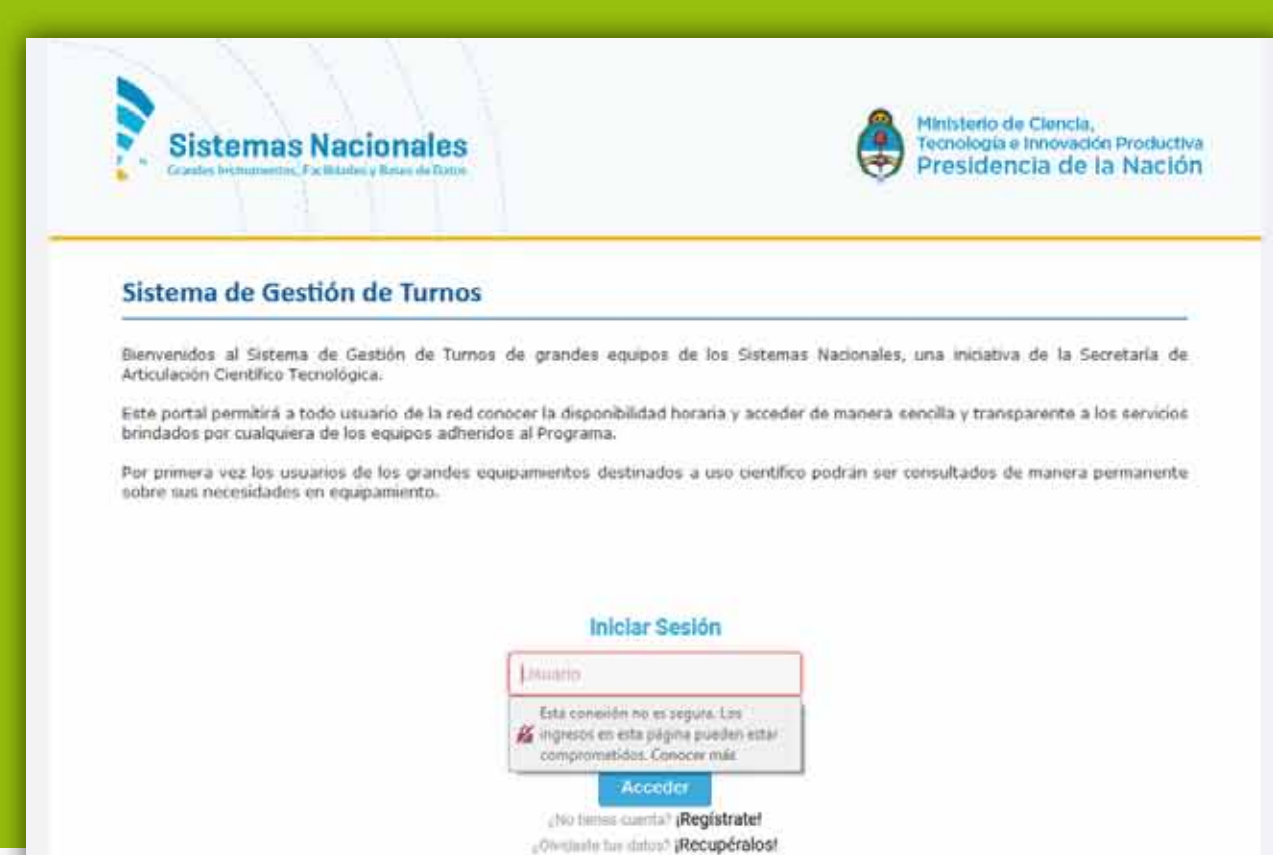 Sistemas Nacionales
Grandes Instrumentos, Facilidades y Bases de Datos
Ministerio de Ciencia,
Tecnología e Innovación Productiva
Presidencia de la Nación
Sistema de Gestión de Turnos
Bienvenidos al Sistema de Gestión de Turnos de grandes equipos de los Sistemas Nacionales, una iniciativa de la Secretaría de
Articulación Científico Tecnológica.
Este portal permitirá a todo usuario de la red conocer la disponibilidad horaria y acceder de manera sencilla y transparente a los servicios
brindados por cualquiera de los equipos adheridos al Programa.
Por primera vez los usuarios de los grandes equipamientos destinados a uso científico podrán ser consultados de manera permanente
sobre sus necesidades en equipamiento.
Iniciar Sesión
Usuario
Esta conexión no es segura. Los
ingresos en esta página pueden estar
comprometidos. Conocer más
Acceder
¿No tienes cuenta? ¡Regístrate!
¿Olvidaste tus datos? ¡Recupéralos!